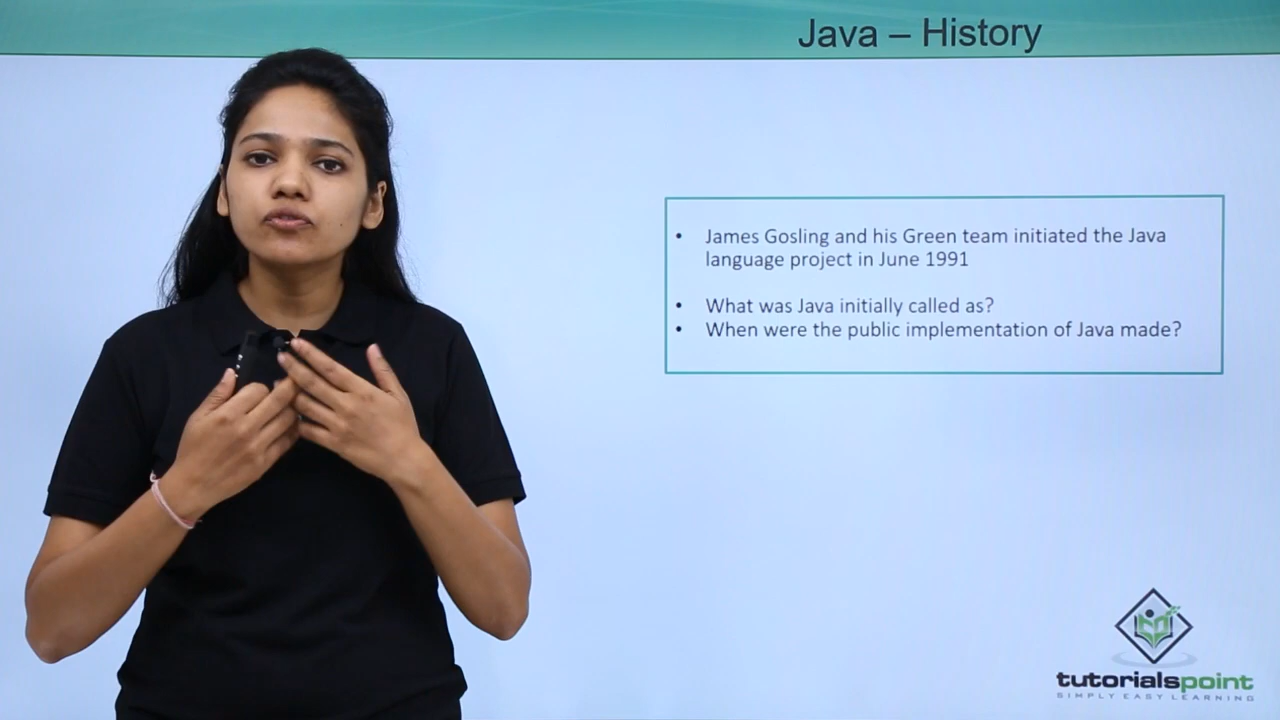 Java – History
• James Gosling and his Green team initiated the Java
language project in June 1991
• What was Java initially called as?
• When were the public implementation of Java made?
tutorialspoint
SIMPLY EASY LEARNING